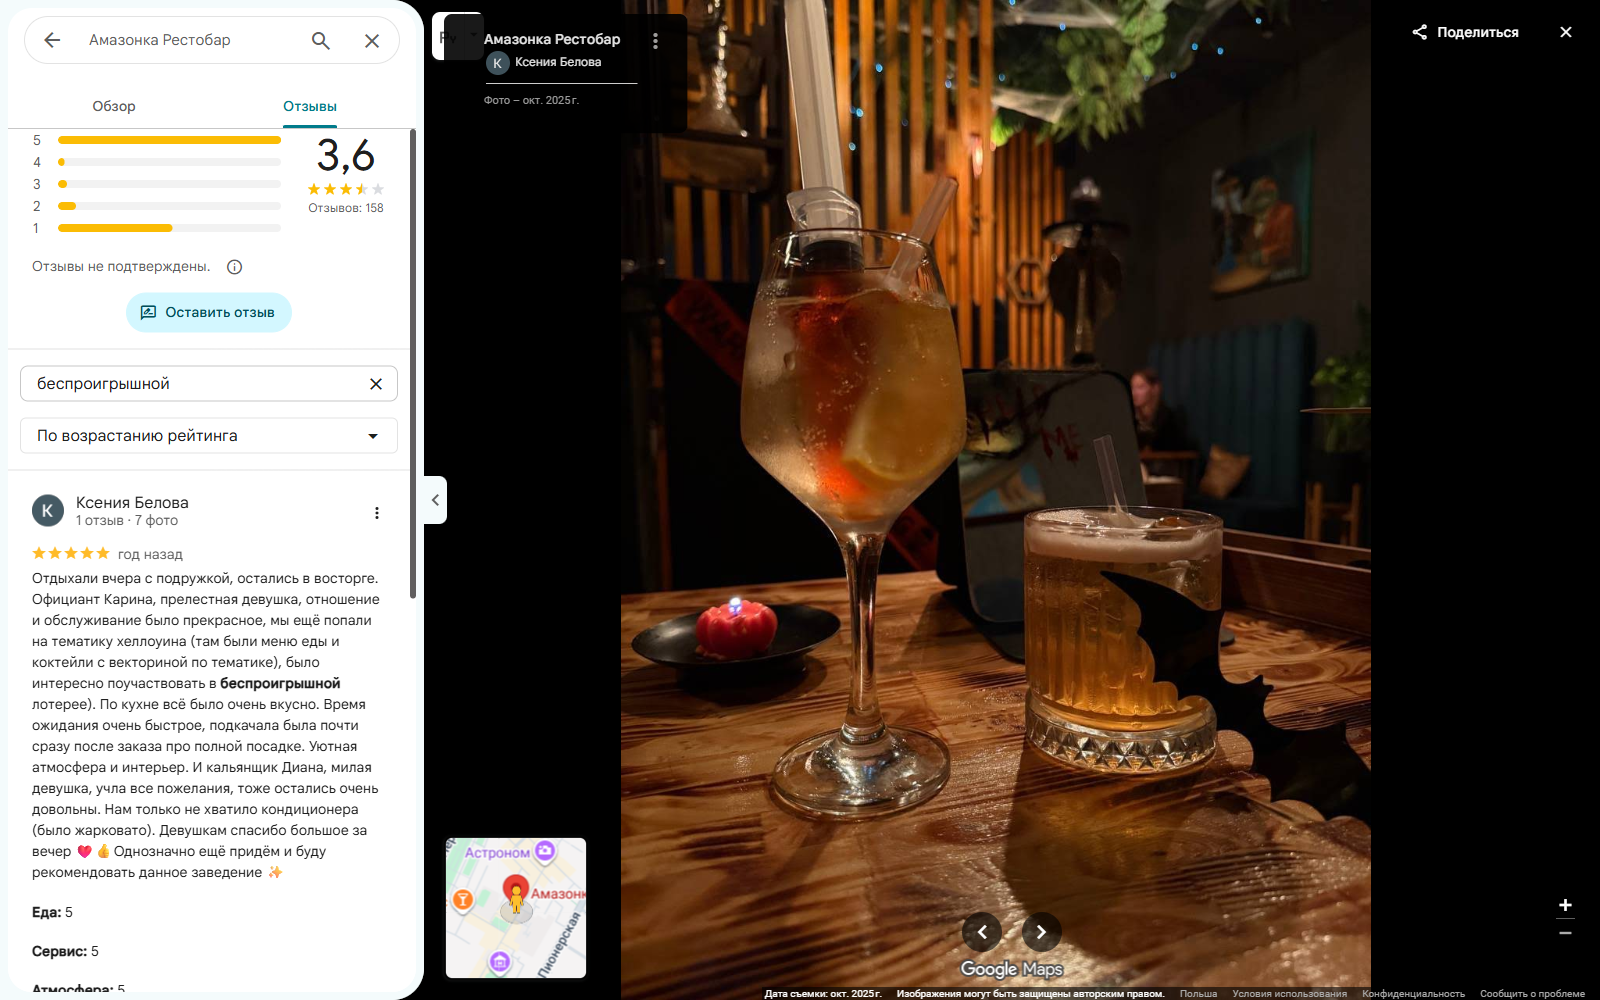 Амазонка Рестобар
Обзор
Отзывы
5
4
3
2
1
3,6
Отзывов: 158
Отзывы не подтверждены.
Оставить отзыв
беспроигрышной
По возрастанию рейтинга
К
Ксения Белова
1 отзыв · 7 фото
год назад
Отдыхали вчера с подружкой, остались в восторге.
Официант Карина, прелестная девушка, отношение
и обслуживание было прекрасное, мы ещё попали
на тематику хеллоуина (там были меню еды и
коктейли с векториной по тематике), было
интересно поучаствовать в беспроигрышной
лотерее). По кухне всё было очень вкусно. Время
ожидания очень быстрое, подкачала была почти
сразу после заказа про полной посадке. Уютная
атмосфера и интерьер. И кальянщик Диана, милая
девушка, учла все пожелания, тоже остались очень
довольны. Нам только не хватило кондиционера
(было жарковато). Девушкам спасибо большое за
вечер ❤️ 👍 Однозначно ещё придём и буду
рекомендовать данное заведение ✨
Еда: 5
Сервис: 5
Атмосфера: 5
Амазонка Рестобар
К
Ксения Белова
Фото – окт. 2025 г.
Поделиться
ME
Астроном
Амазонк
Пионерская
Google Maps
Дата съемки: окт. 2025 г.
Изображения могут быть защищены авторским правом.
Польша
Условия использования
Конфиденциальность
Сообщить о проблеме